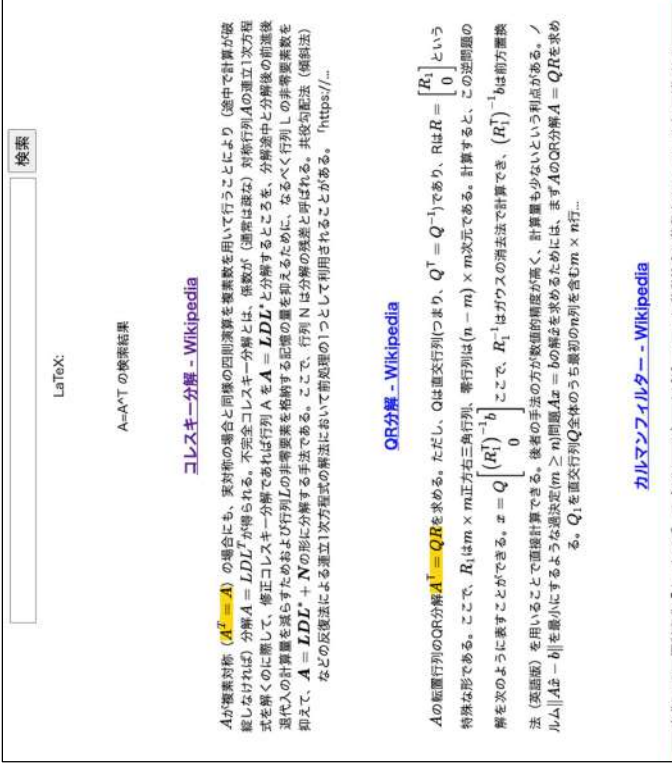 LaTeX:
検索
A=A^T の検索結果
コレスキー分解 - Wikipedia
Aが複素対称（A^T = A）の場合にも、実対称の場合と同様の四則演算を複素数を用いて行うことにより（途中で計算が破
綻しなければ）分解A = LDL^Tが得られる。不完全コレスキー分解とは、係数が（通常は疎な）対称行列Aの連立1次方程
式を解くのに際して、修正コレスキー分解であれば行列 A を A = LDL* と分解するところを、分解途中と分解後の前進後
退代入の計算量を減らすためおよび行列Lの非零要素を格納する記憶の量を抑えるために、なるべく行列 L の非零要素数を
抑えて、A = LDL* + Nの形に分解する手法である。ここで、行列 N は分解の残差と呼ばれる。共役勾配法（傾斜法）
などの反復法による連立1次方程式の解法において前処理の1つとして利用されることがある。「https://...
QR分解 - Wikipedia
Aの転置行列のQR分解A^T = QRを求める。ただし、Qは直交行列(つまり、Q^T = Q^{-1})であり、RはR = [R_1 0] という
特殊な形である。ここで、R_1はm × m正方右三角行列、零行列は(n − m) × m次元である。計算すると、この逆問題の
解を次のように表すことができる。x = Q [(R_1^T)^{-1}b 0] ここで、R_1^{-1}はガウスの消去法で計算でき、(R_1^T)^{-1}bは前方置換
法（英語版）を用いることで直接計算できる。後者の手法の方が数値的精度が高く、計算量も少ないという利点がある。ノ
ルム||Ax̂ − b||を最小にするような過決定(m ≥ n)問題Ax = bの解x̂を求めるためには、まずAのQR分解A = QRを求め
る。Q_1を直交行列Q全体のうち最初のn列を含むm × n行...
カルマンフィルター - Wikipedia